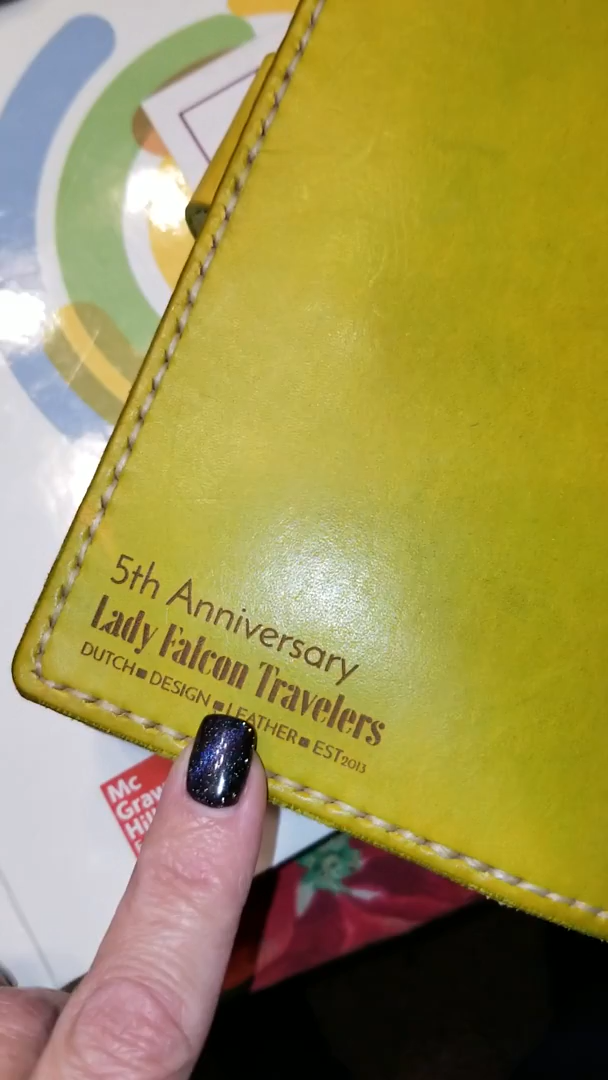 5th Anniversary
Lady Falcon Travelers
DUTCH▪DESIGN▪LEATHER▪EST2013
Mc
Graw
Hill